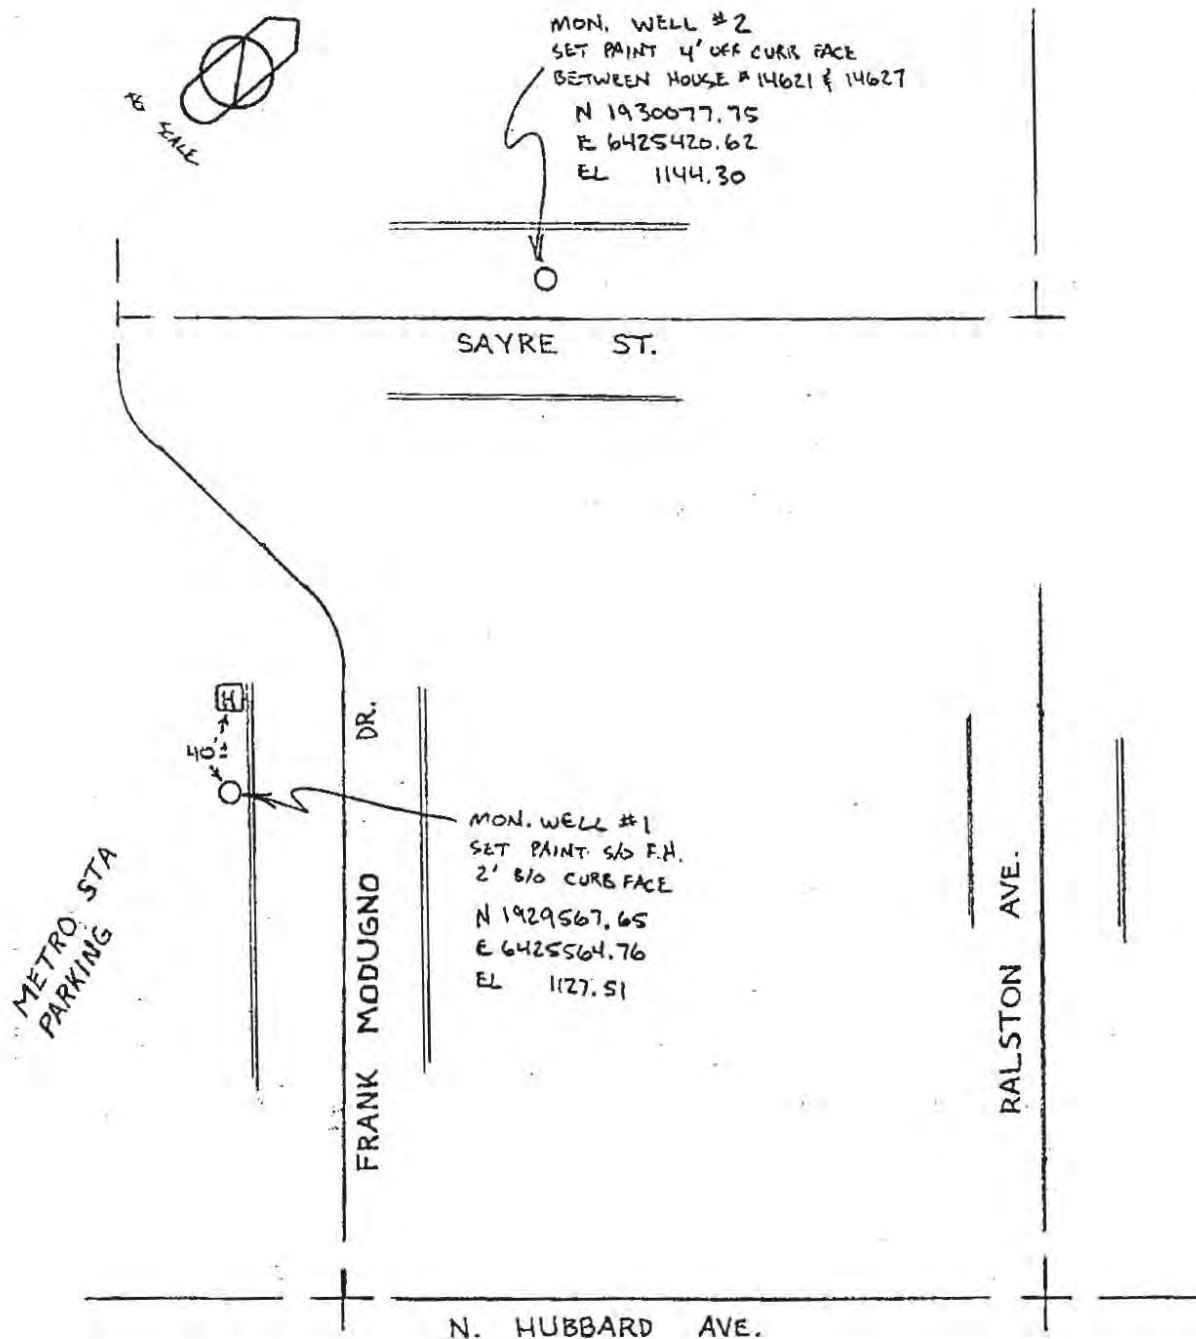 MON. WELL #2
SET PAINT 4' OFF CURB FACE
BETWEEN HOUSE # 14621 & 14627
N 1930077.75
E 6425420.62
EL 1144.30
SCALE
SAYRE ST.
H
40'±
MON. WELL #1
SET PAINT S/O F.H.
2' B/O CURB FACE
N 1929567.65
E 6425564.76
EL 1127.51
METRO STA
PARKING
FRANK MODUGNO DR.
RALSTON AVE.
N. HUBBARD AVE.